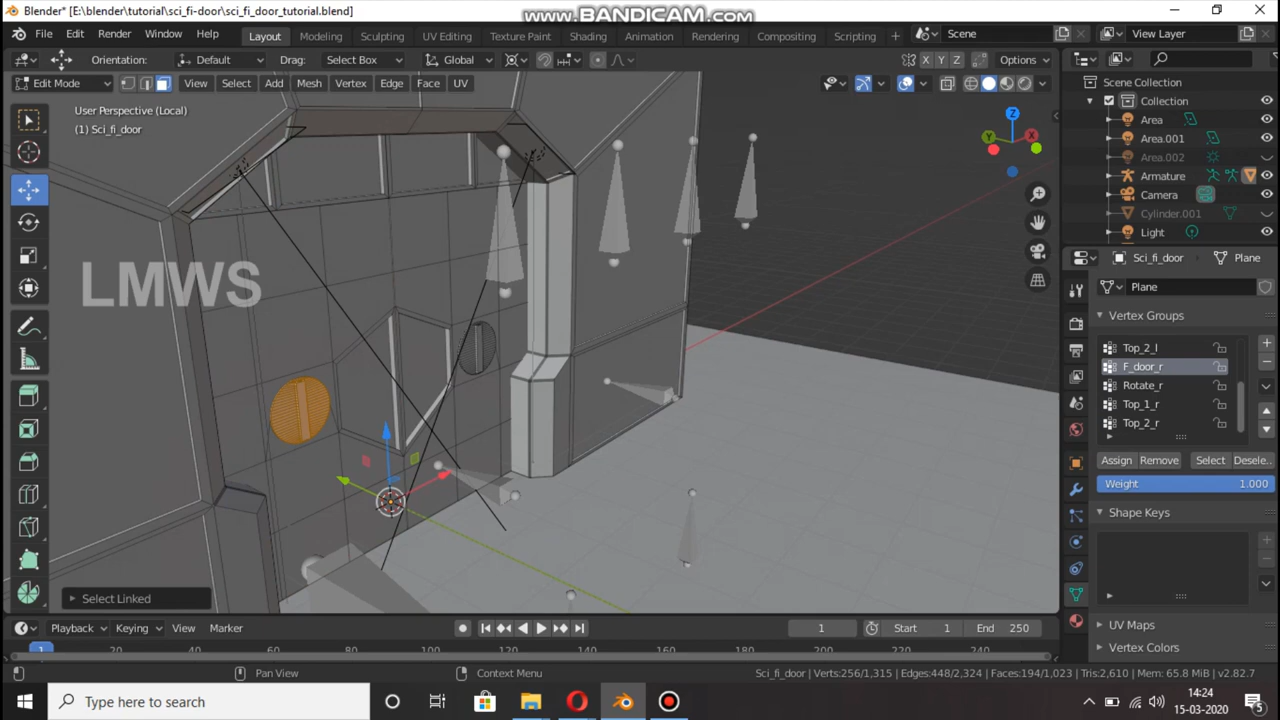 Blender* [E:\blender\tutorial\sci_fi-door\sci_fi_door_tutorial.blend]
www.BANDICAM.com
File Edit Render Window Help
Layout Modeling Sculpting UV Editing Texture Paint Shading Animation Rendering Compositing Scripting +
Scene
View Layer
Orientation: Default Drag: Select Box Global X Y Z Options
Edit Mode View Select Add Mesh Vertex Edge Face UV
User Perspective (Local)
(1) Sci_fi_door
Z
Y
X
LMWS
Select Linked
Scene Collection
Collection
Area
Area.001
Area.002
Armature
Camera
Cylinder.001
Light
Sci_fi_door Plane
Plane
Vertex Groups
Top_2_l
F_door_r
Rotate_r
Top_1_r
Top_2_r
Assign Remove Select Desele..
Weight 1.000
Shape Keys
UV Maps
Vertex Colors
Playback Keying View Marker 1 Start 1 End 250
1 20 40 60 80 100 120 140 160 180 200 220 240
Pan View Context Menu Sci_fi_door | Verts:256/1,315 | Edges:448/2,324 | Faces:194/1,023 | Tris:2,610 | Mem: 65.8 MiB | v2.82.7
Type here to search
14:24
15-03-2020
5